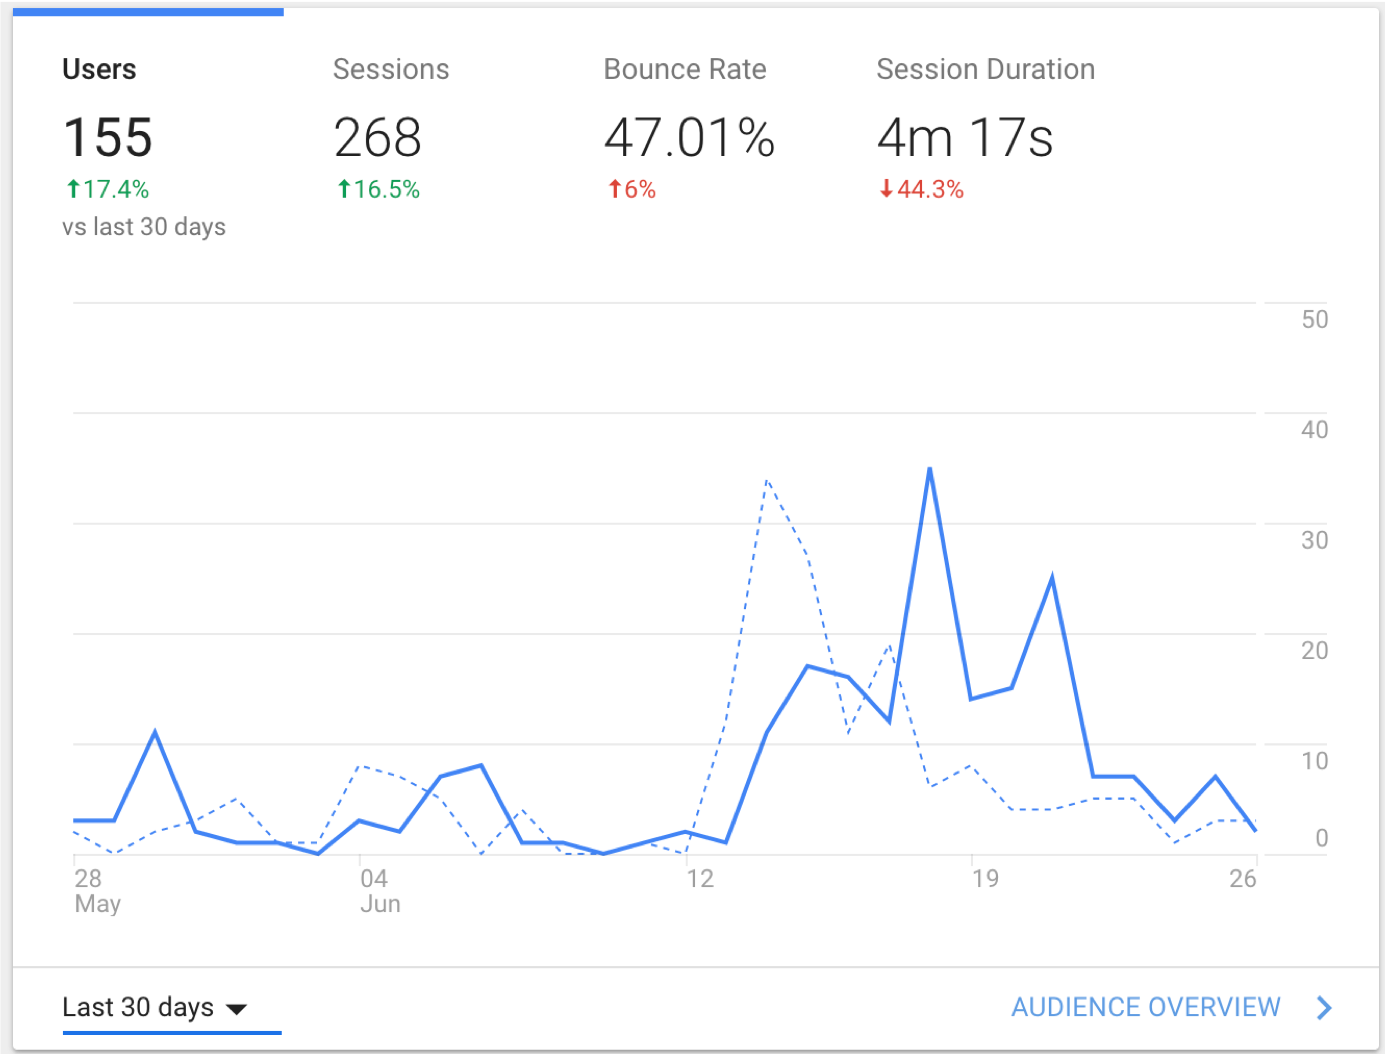 Users Sessions Bounce Rate Session Duration
155 268 47.01% 4m 17s
↑17.4% ↑16.5% ↑6% ↓44.3%
vs last 30 days
50
40
30
20
10
0
28 04 12 19 26
May Jun
Last 30 days AUDIENCE OVERVIEW